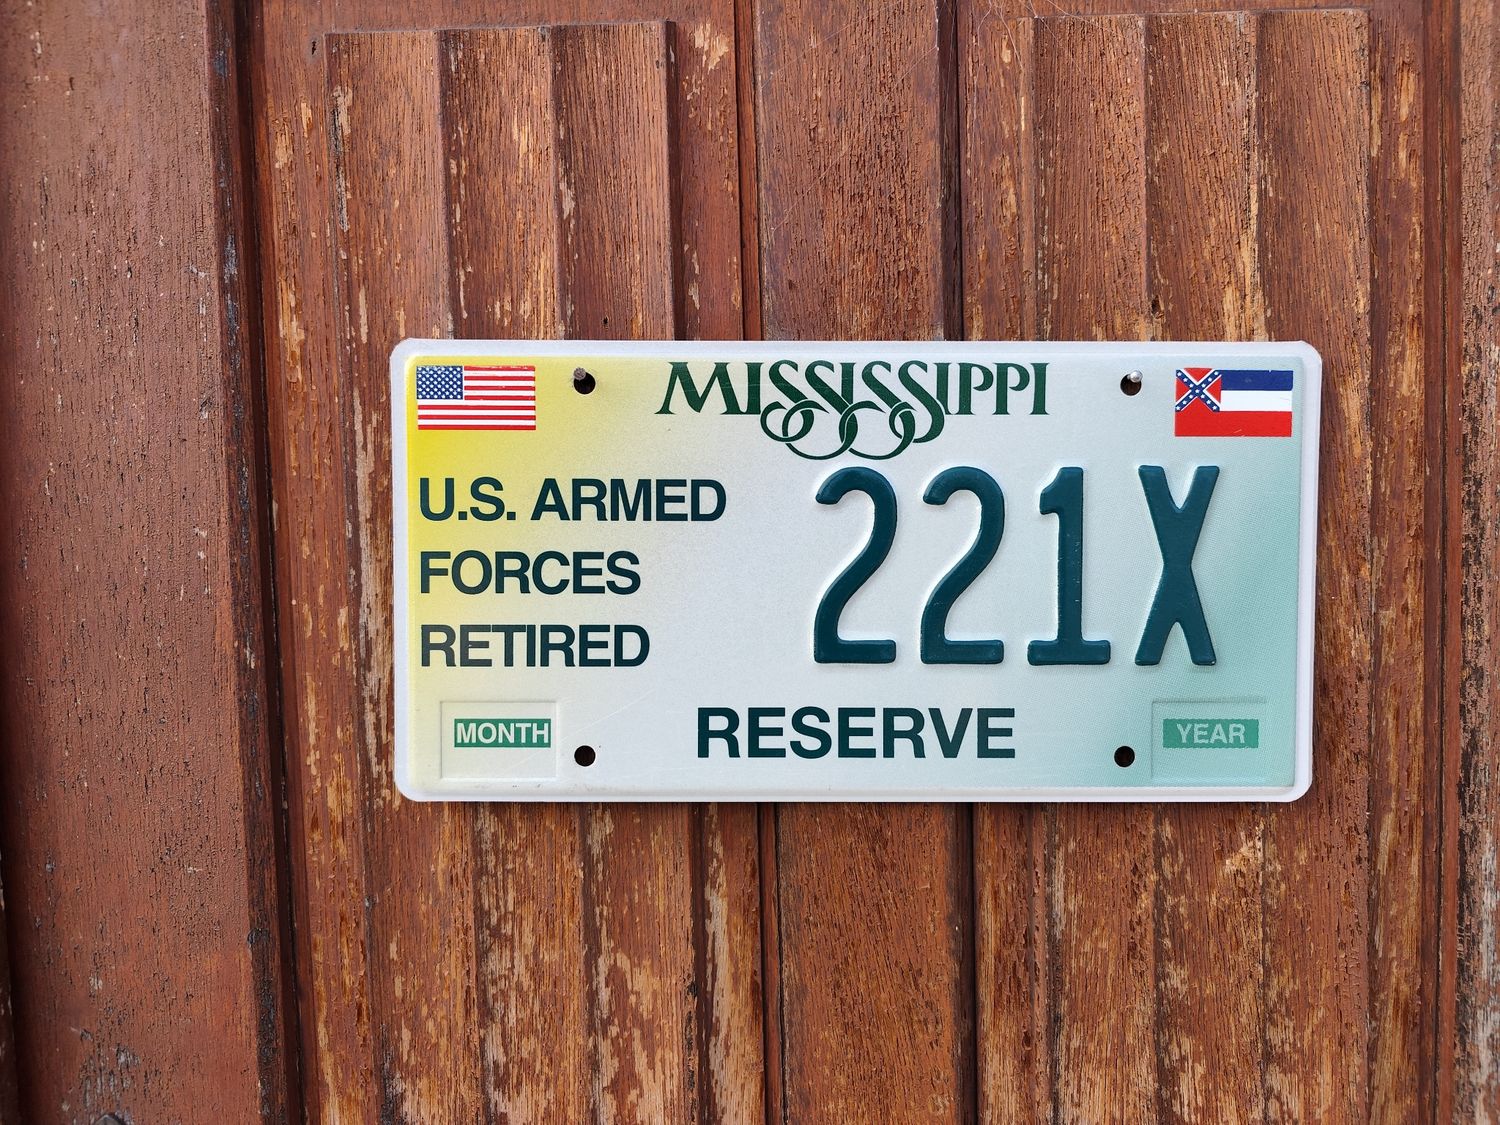 MISSISSIPPI
U.S. ARMED
FORCES
RETIRED
221X
MONTH
RESERVE
YEAR